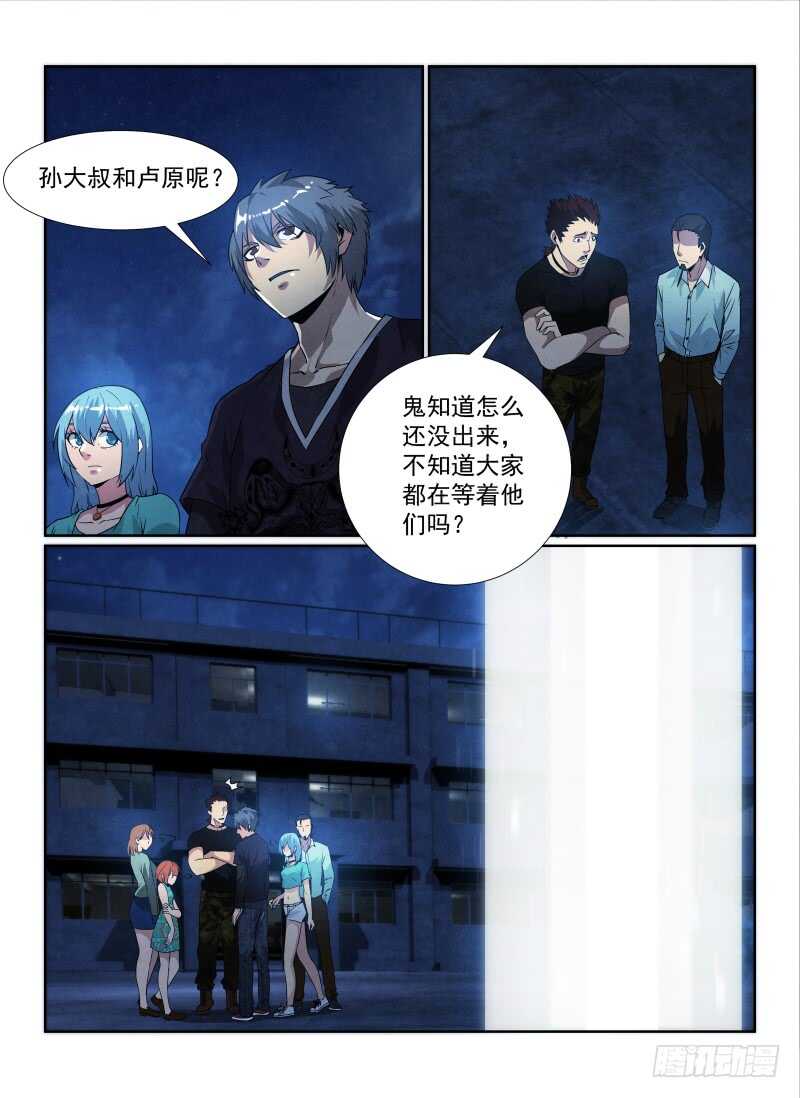 孙大叔和卢原呢？
鬼知道怎么
还没出来，
不知道大家
都在等着他
们吗？
腾讯动漫